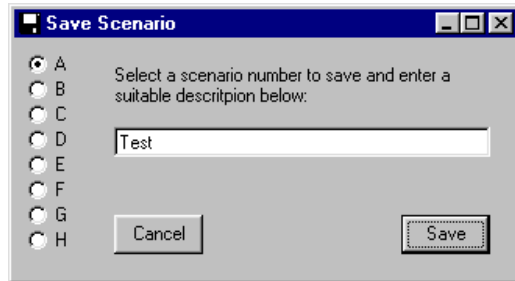 Save Scenario
A
B
C
D
E
F
G
H
Select a scenario number to save and enter a
suitable descritpion below:
Test
Cancel
Save